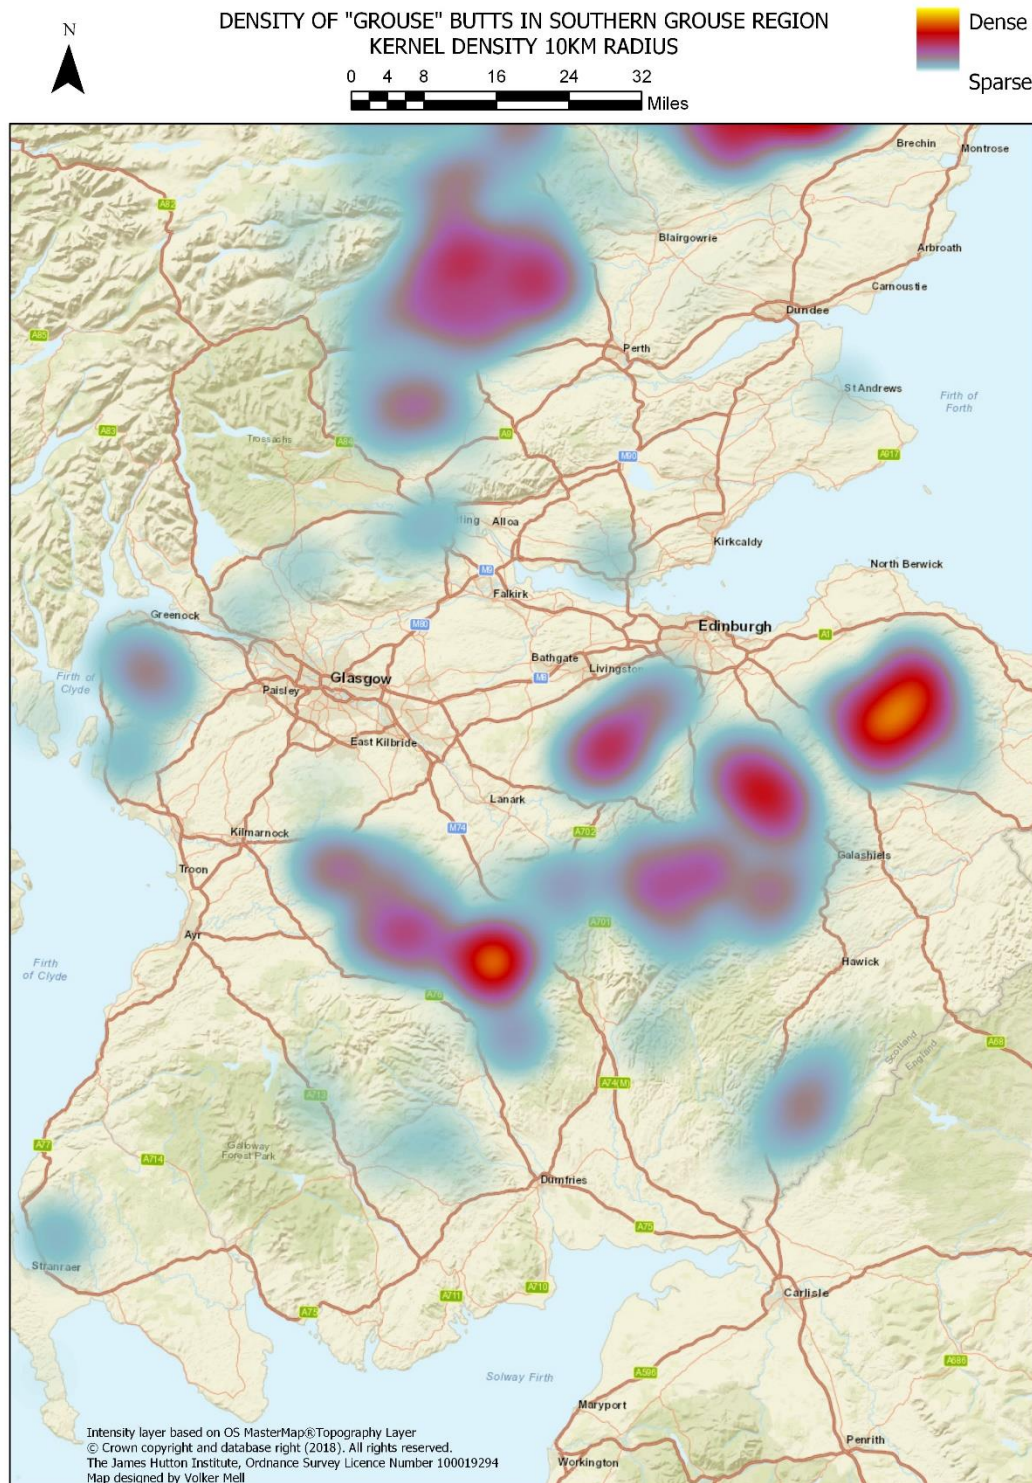 DENSITY OF "GROUSE" BUTTS IN SOUTHERN GROUSE REGION
KERNEL DENSITY 10KM RADIUS
N
Dense
Sparse
0 4 8 16 24 32
Miles
Brechin
Montrose
A82
Blairgowrie
Arbroath
Carnoustie
Dundee
Perth
St Andrews
Firth of
Forth
A83
Trossachs
A84
A9
M90
A917
Alloa
Kirkcaldy
M9
North Berwick
Falkirk
Greenock
M80
Edinburgh
A1
Bathgate
Livingston
M8
Glasgow
Firth of
Clyde
Paisley
East Kilbride
Lanark
M74
A702
Kilmarnock
Galashiels
Troon
A701
Ayr
Firth
of Clyde
Hawick
A76
Scotland
England
A68
A74(M)
A713
A77
Galloway
Forest Park
A714
Dumfries
A75
Stranraer
A710
A711
Carlisle
A75
A686
Solway Firth
A596
Maryport
Penrith
Workington
Intensity layer based on OS MasterMap®Topography Layer
© Crown copyright and database right (2018). All rights reserved.
The James Hutton Institute, Ordnance Survey Licence Number 100019294
Map designed by Volker Mell